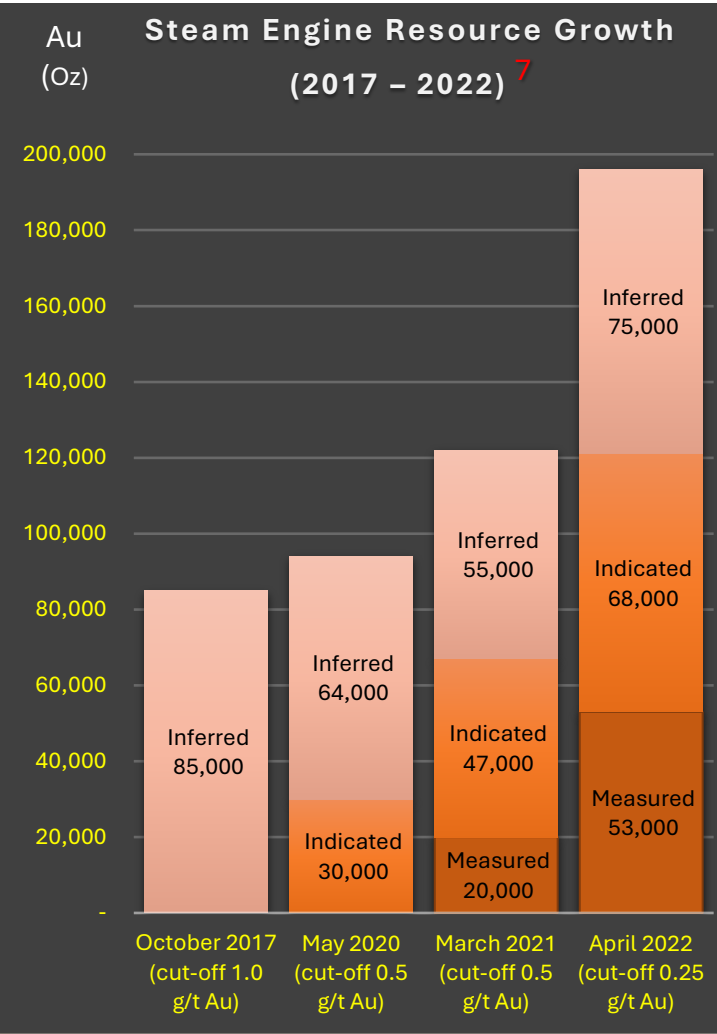 Au
(Oz)
Steam Engine Resource Growth
(2017 – 2022) 7
200,000
180,000
160,000
140,000
120,000
100,000
80,000
60,000
40,000
20,000
-
Inferred
85,000
Inferred
64,000
Indicated
30,000
Inferred
55,000
Indicated
47,000
Measured
20,000
Inferred
75,000
Indicated
68,000
Measured
53,000
October 2017
(cut-off 1.0
g/t Au)
May 2020
(cut-off 0.5
g/t Au)
March 2021
(cut-off 0.5
g/t Au)
April 2022
(cut-off 0.25
g/t Au)